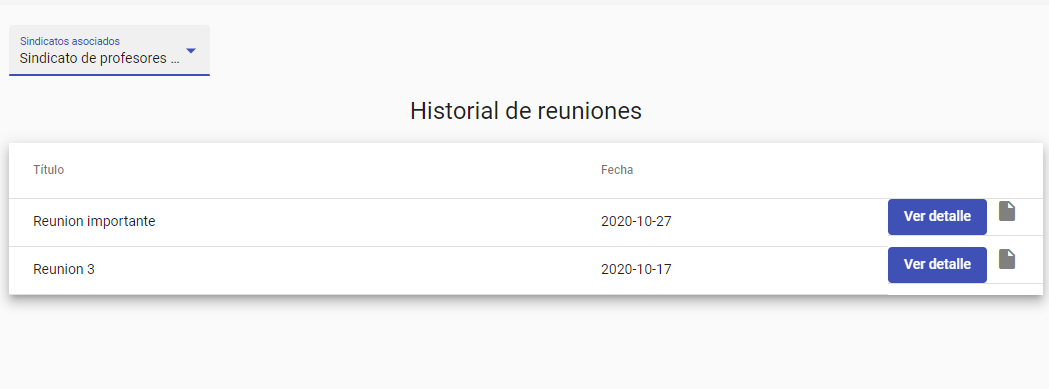 Sindicatos asociados
Sindicato de profesores ...
Historial de reuniones
Título Fecha
Reunion importante 2020-10-27 Ver detalle
Reunion 3 2020-10-17 Ver detalle